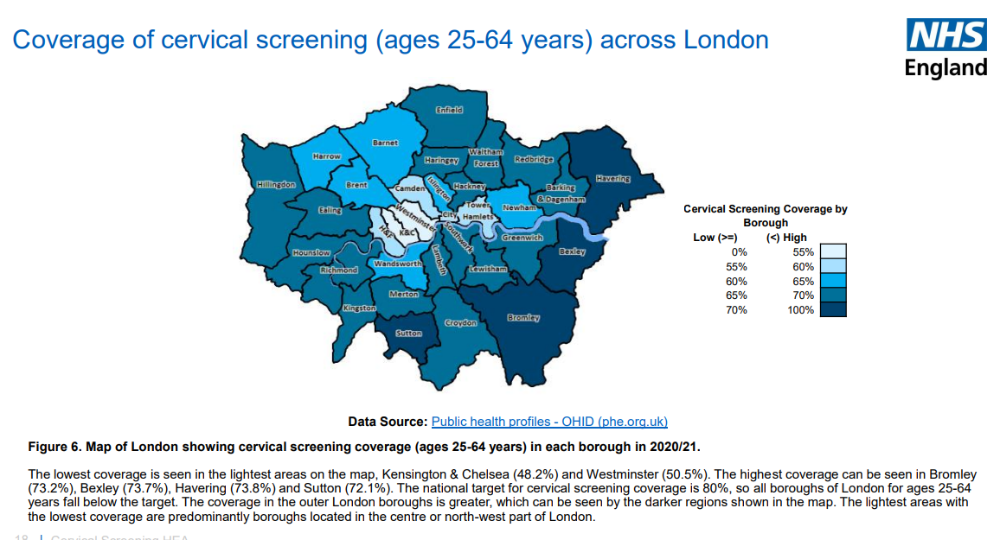 Coverage of cervical screening (ages 25-64 years) across London
NHS
England
Enfield
Barnet
Harrow
Haringey
Waltham
Forest
Redbridge
Havering
Hillingdon
Brent
Camden
Islington
Hackney
Barking
& Dagenham
Ealing
Westminster
City
Tower
Hamlets
Newham
H&F
K&C
Southwark
Greenwich
Hounslow
Richmond
Wandsworth
Lambeth
Lewisham
Bexley
Merton
Kingston
Sutton
Croydon
Bromley
Cervical Screening Coverage by
Borough
Low (>=) (<) High
0% 55%
55% 60%
60% 65%
65% 70%
70% 100%
Data Source: Public health profiles - OHID (phe.org.uk)
Figure 6. Map of London showing cervical screening coverage (ages 25-64 years) in each borough in 2020/21.
The lowest coverage is seen in the lightest areas on the map, Kensington & Chelsea (48.2%) and Westminster (50.5%). The highest coverage can be seen in Bromley
(73.2%), Bexley (73.7%), Havering (73.8%) and Sutton (72.1%). The national target for cervical screening coverage is 80%, so all boroughs of London for ages 25-64
years fall below the target. The coverage in the outer London boroughs is greater, which can be seen by the darker regions shown in the map. The lightest areas with
the lowest coverage are predominantly boroughs located in the centre or north-west part of London.
18 | Cervical Screening HEA